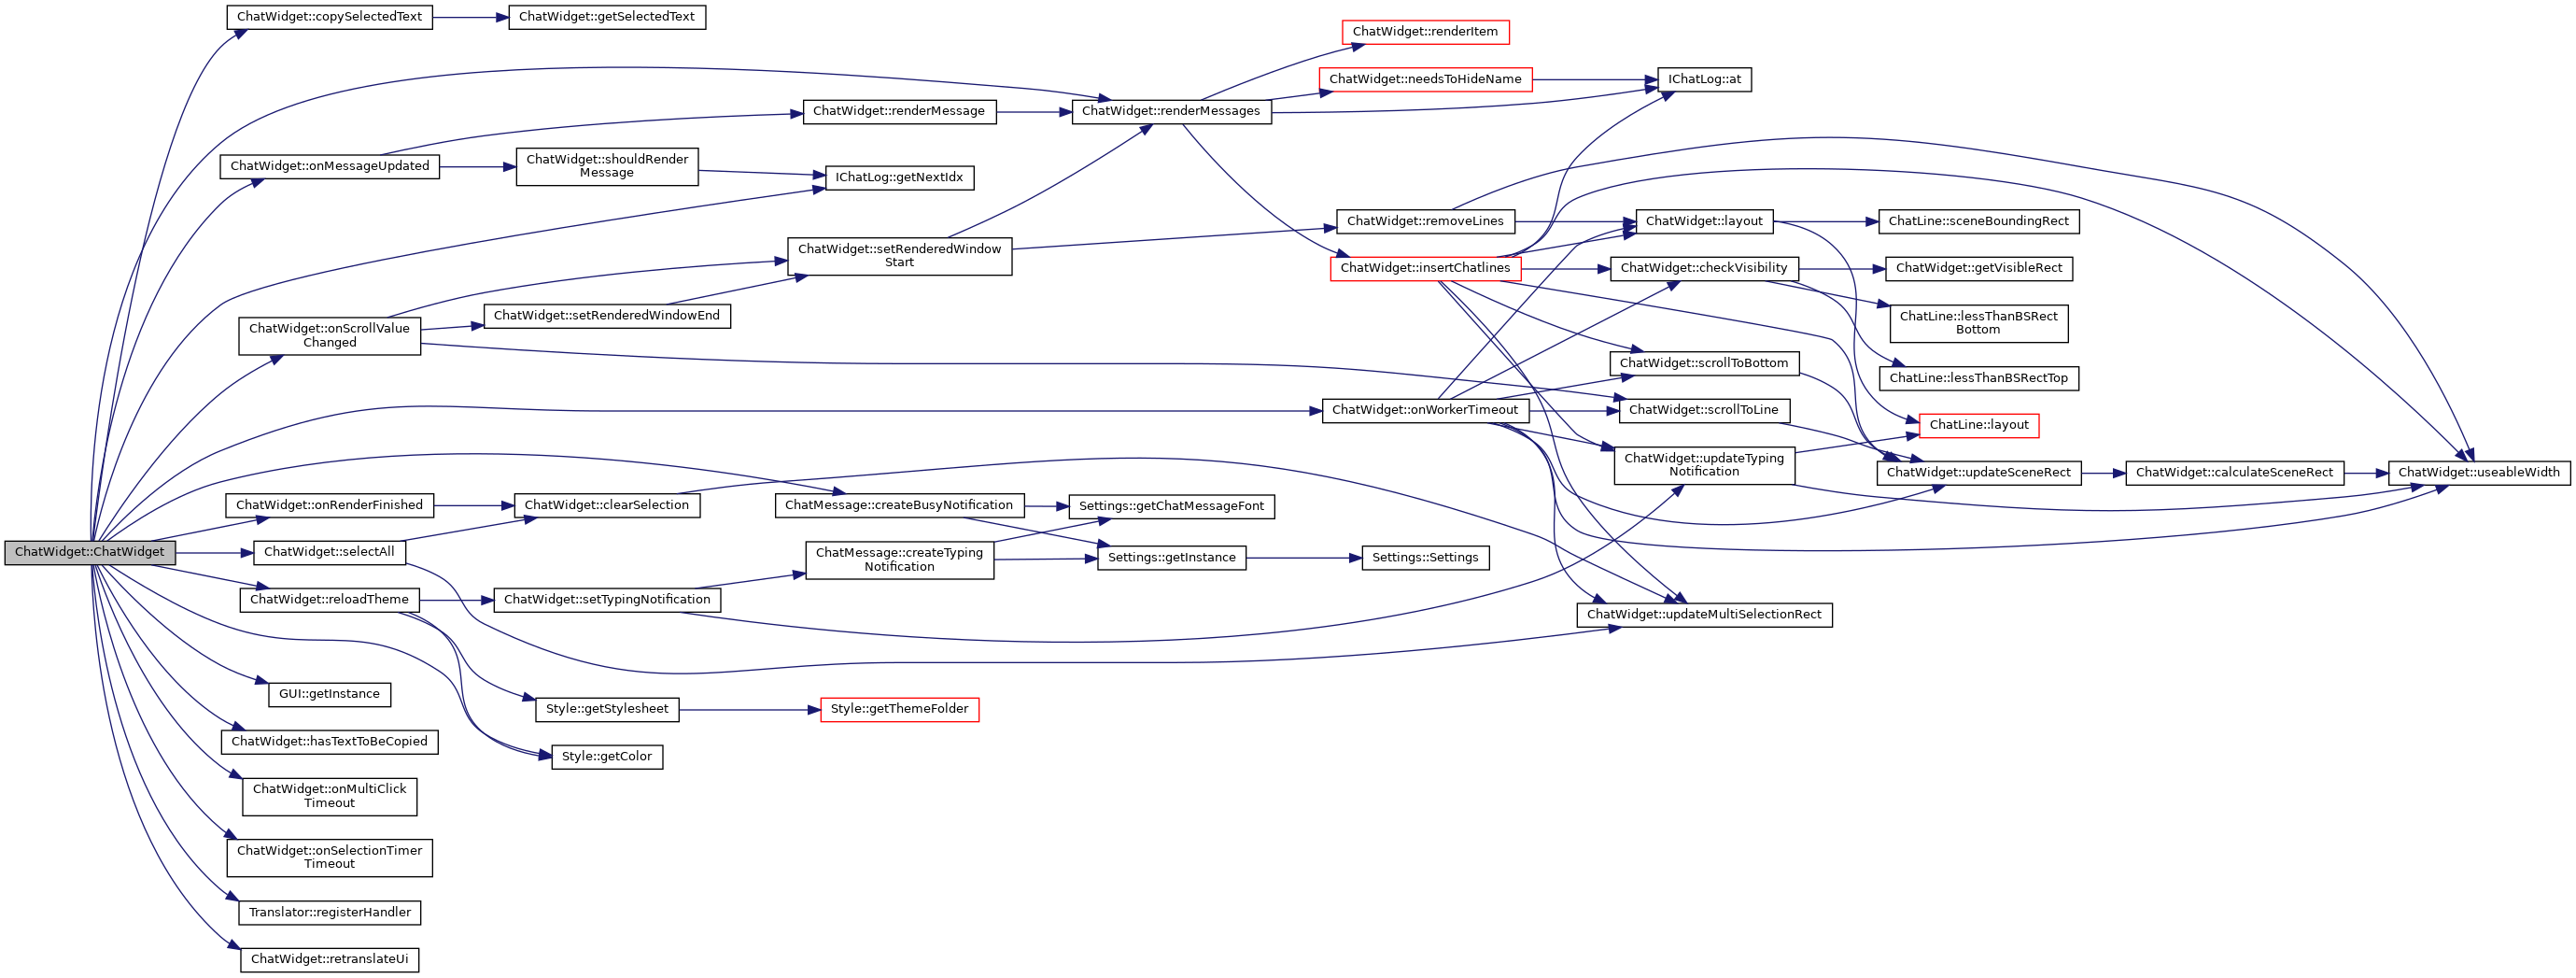 ChatWidget::ChatWidget
ChatWidget::copySelectedText
ChatWidget::getSelectedText
ChatWidget::onMessageUpdated
ChatWidget::renderMessage
ChatWidget::renderMessages
ChatWidget::renderItem
ChatWidget::needsToHideName
IChatLog::at
ChatWidget::shouldRender
Message
IChatLog::getNextIdx
ChatWidget::onScrollValue
Changed
ChatWidget::setRenderedWindowEnd
ChatWidget::setRenderedWindow
Start
ChatWidget::removeLines
ChatWidget::insertChatlines
ChatWidget::layout
ChatLine::sceneBoundingRect
ChatWidget::checkVisibility
ChatWidget::getVisibleRect
ChatLine::lessThanBSRect
Bottom
ChatLine::lessThanBSRectTop
ChatWidget::scrollToBottom
ChatWidget::onWorkerTimeout
ChatWidget::scrollToLine
ChatLine::layout
ChatWidget::updateTyping
Notification
ChatWidget::updateSceneRect
ChatWidget::calculateSceneRect
ChatWidget::useableWidth
ChatWidget::onRenderFinished
ChatWidget::clearSelection
ChatMessage::createBusyNotification
Settings::getChatMessageFont
ChatWidget::selectAll
ChatMessage::createTyping
Notification
Settings::getInstance
Settings::Settings
ChatWidget::reloadTheme
ChatWidget::setTypingNotification
ChatWidget::updateMultiSelectionRect
GUI::getInstance
Style::getStylesheet
Style::getThemeFolder
ChatWidget::hasTextToBeCopied
Style::getColor
ChatWidget::onMultiClick
Timeout
ChatWidget::onSelectionTimer
Timeout
Translator::registerHandler
ChatWidget::retranslateUi